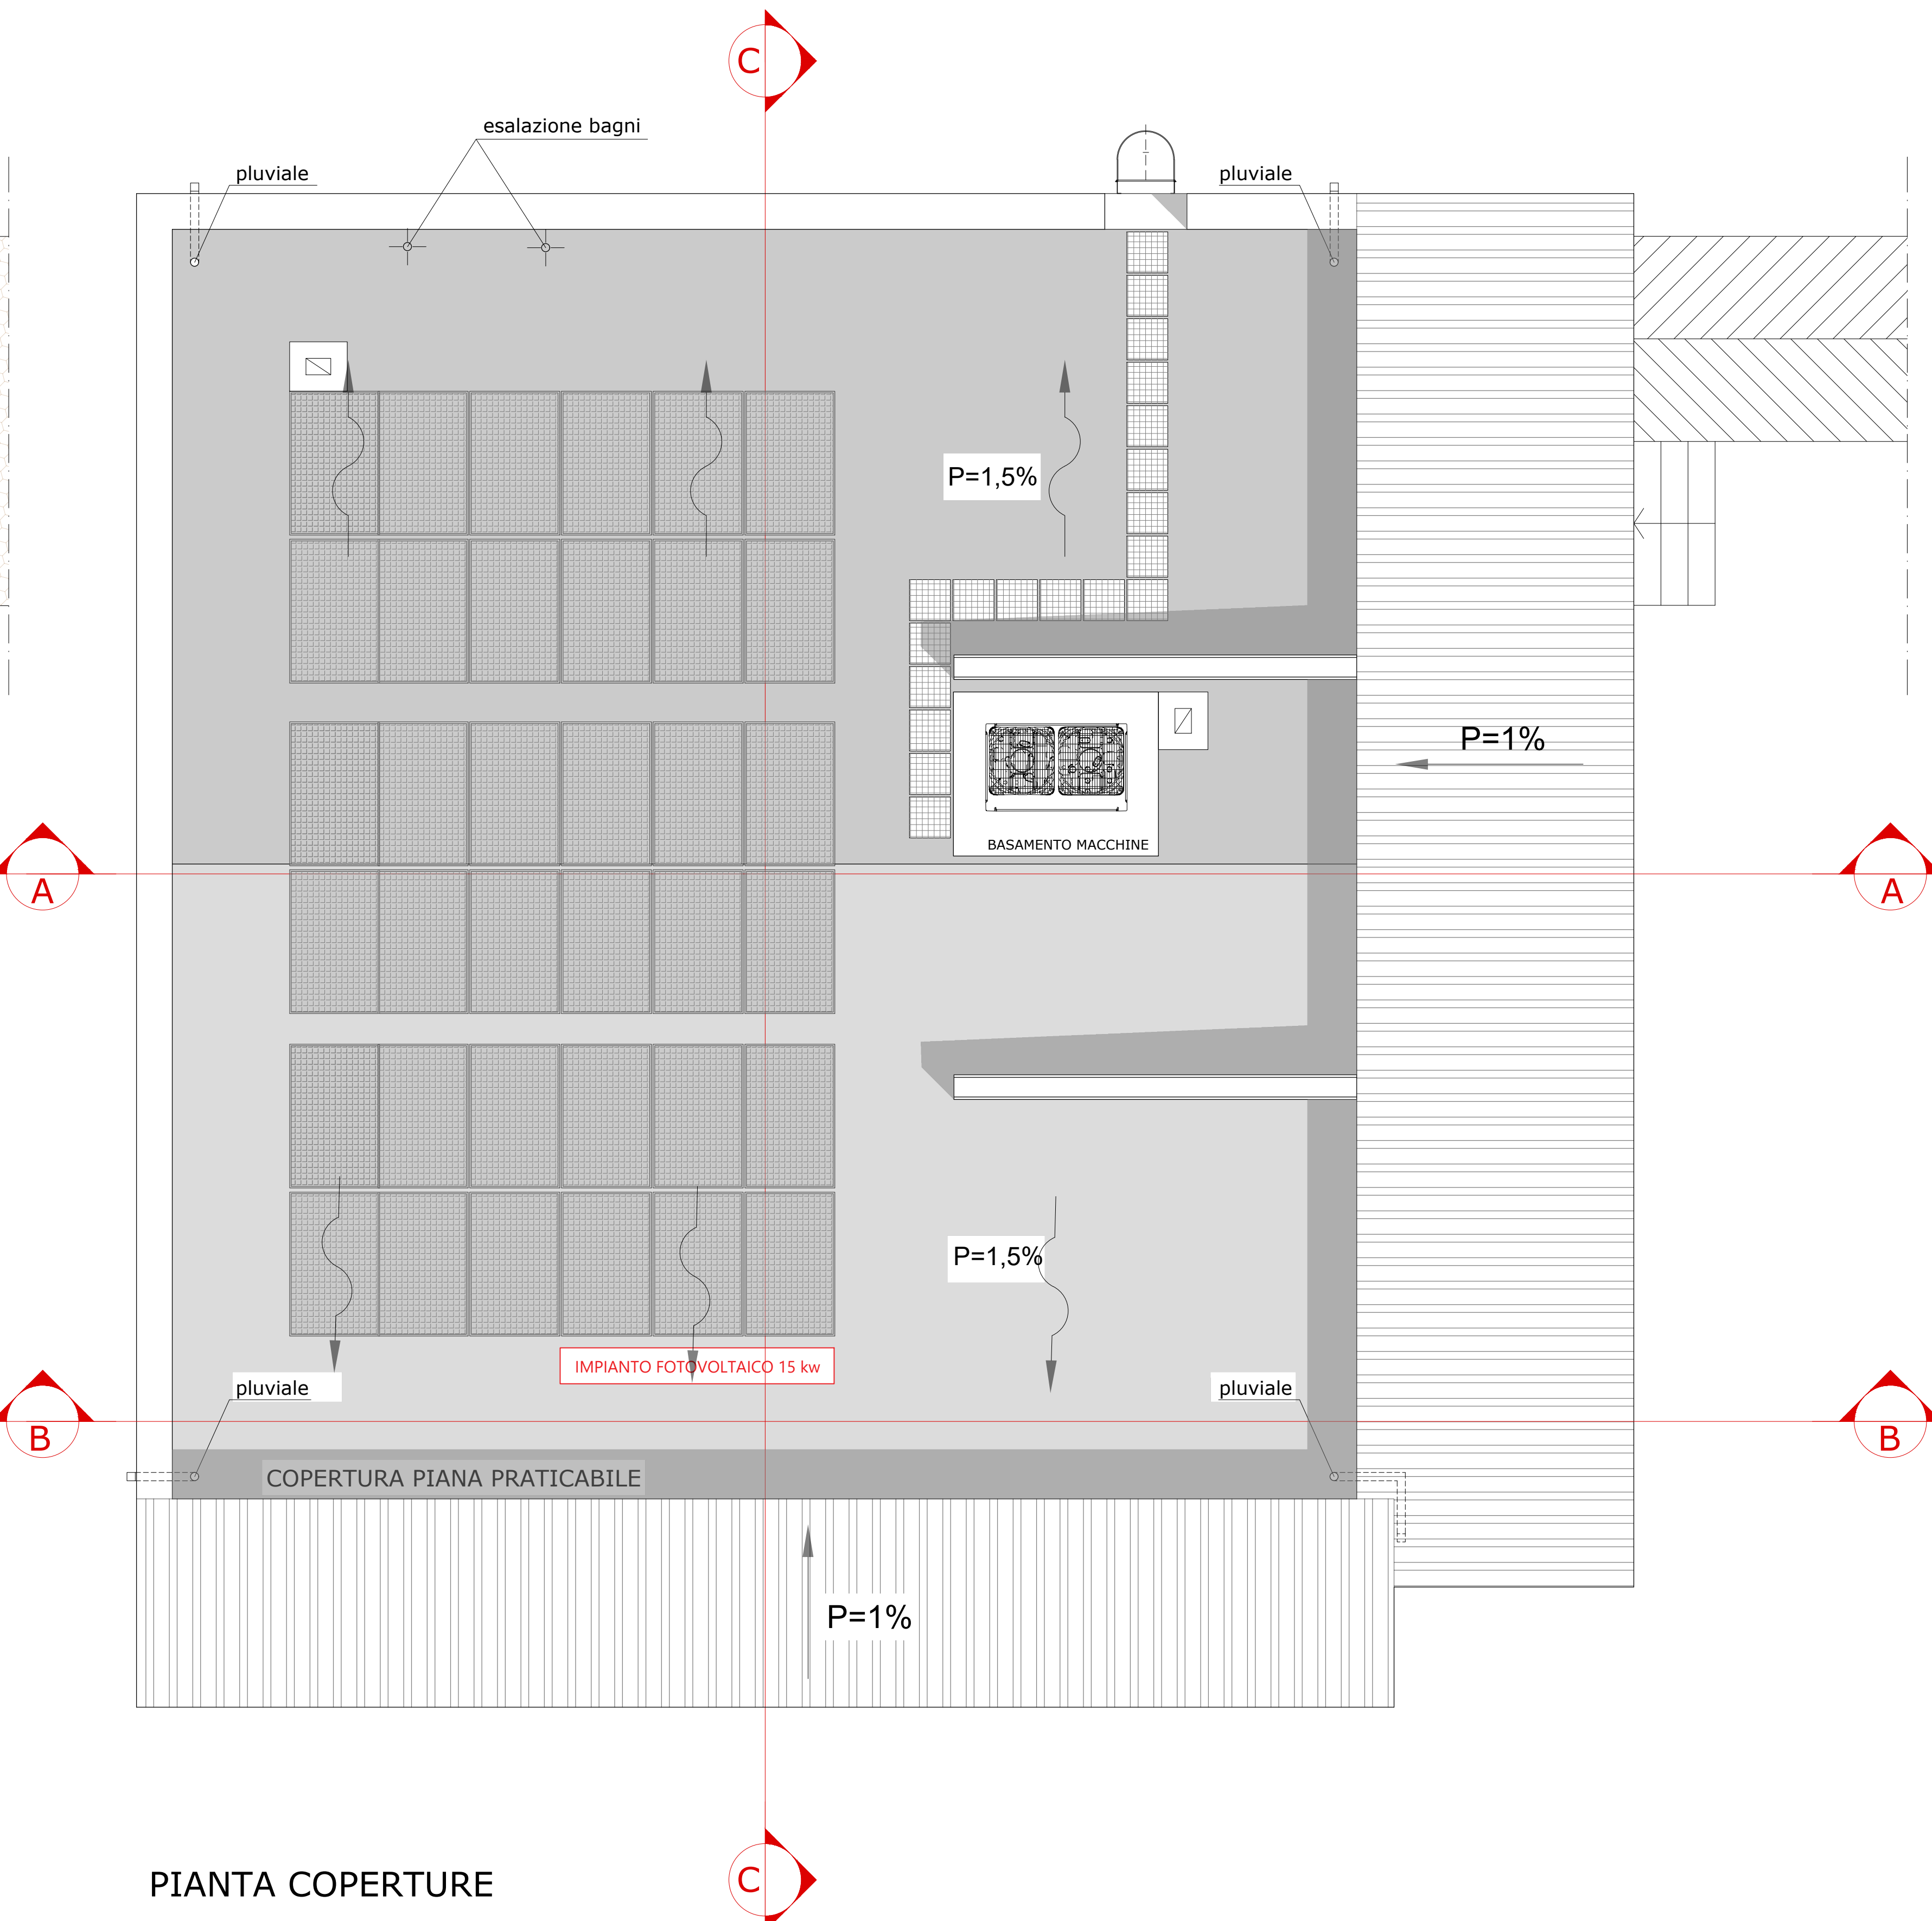 C
esalazione bagni
pluviale
pluviale
P=1,5%
P=1%
BASAMENTO MACCHINE
A
A
P=1,5%
IMPIANTO FOTOVOLTAICO 15 kw
pluviale
pluviale
B
B
COPERTURA PIANA PRATICABILE
P=1%
C
PIANTA COPERTURE